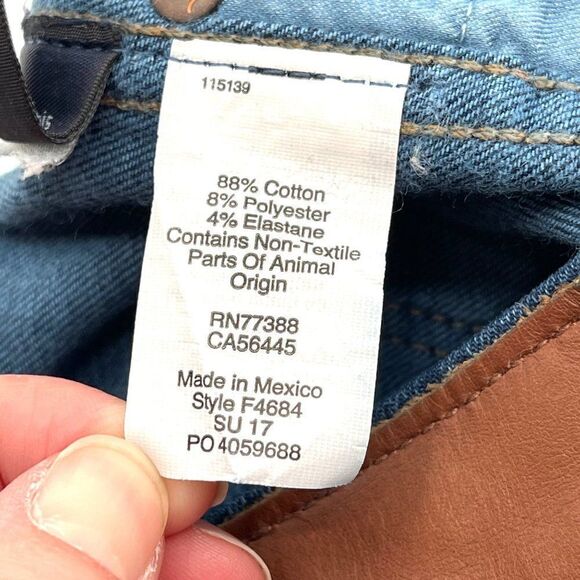 115139
88% Cotton
8% Polyester
4% Elastane
Contains Non-Textile
Parts Of Animal
Origin
RN77388
CA56445
Made in Mexico
Style F4684
SU 17
PO 4059688